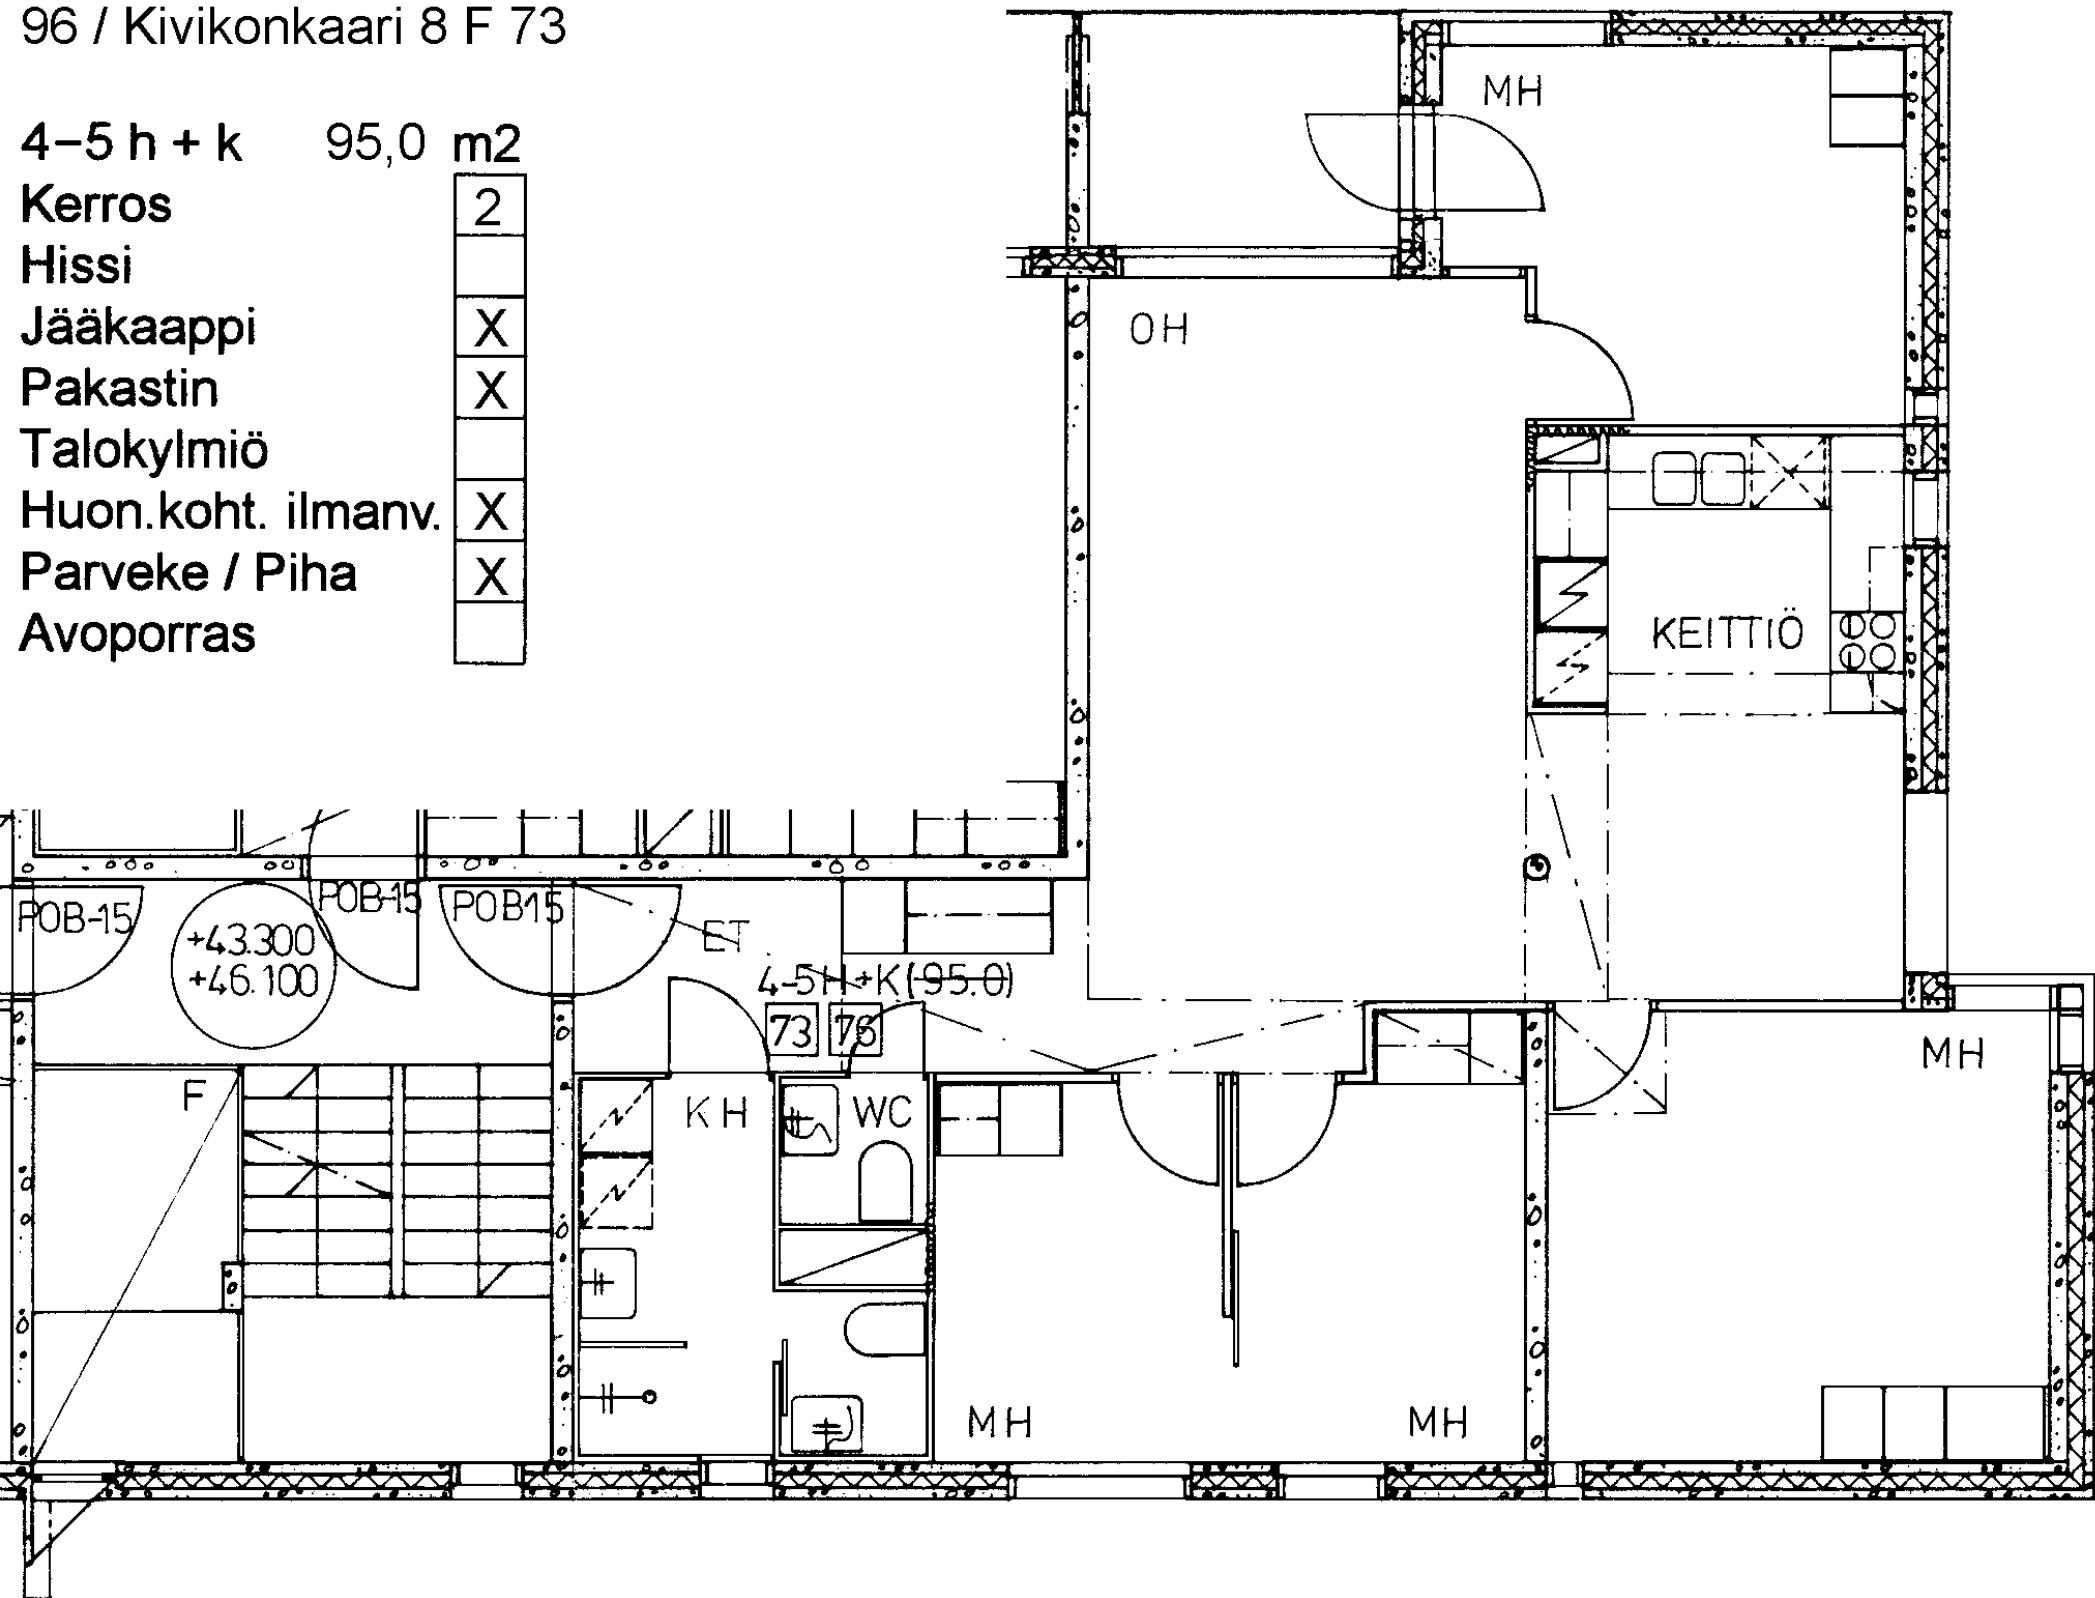 96 / Kivikonkaari 8 F 73
4–5 h + k 95,0 m2
Kerros 2
Hissi
Jääkaappi X
Pakastin X
Talokylmiö
Huon.koht. ilmanv. X
Parveke / Piha X
Avoporras
MH
OH
KEITTIÖ
POB-15
POB-15
POB15
ET
+43.300
+46.100
4-5H+K(95.0)
73 76
MH
F
KH
WC
MH
MH